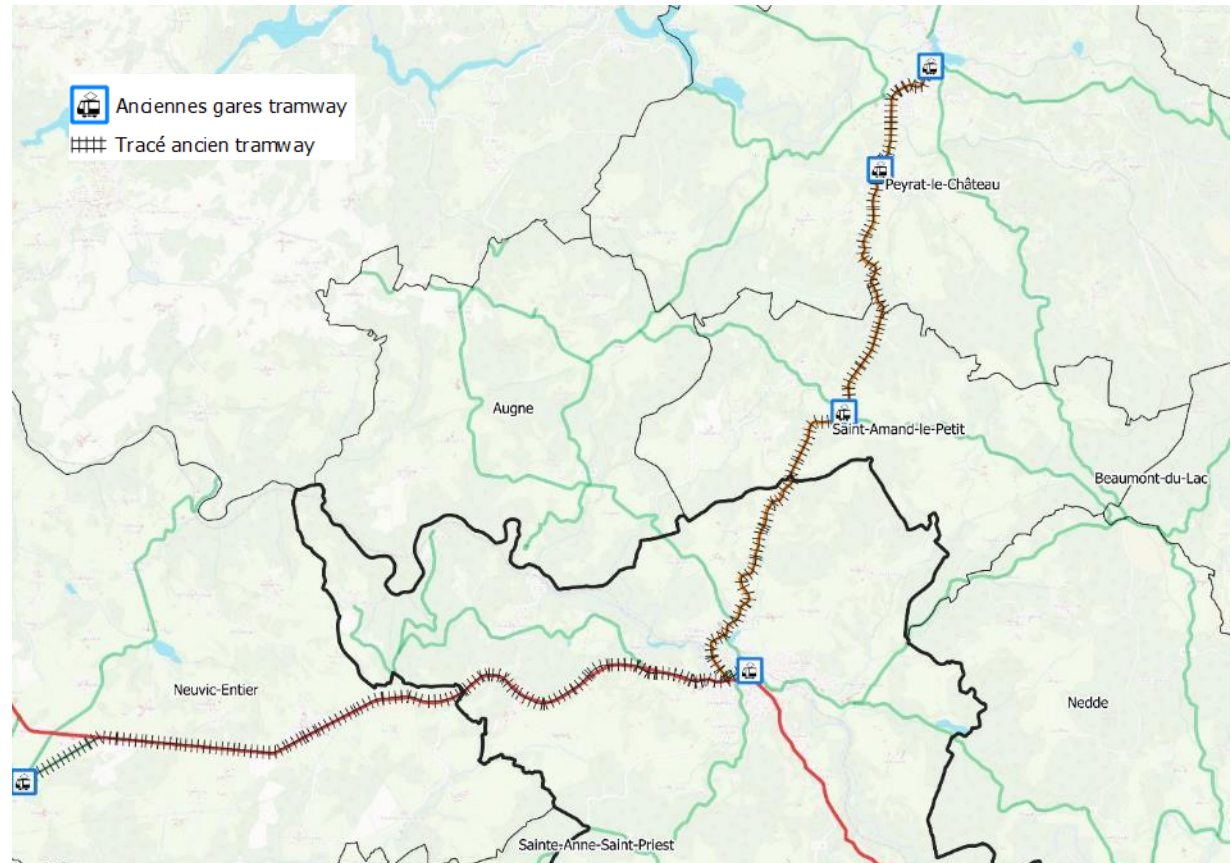 Anciennes gares tramway
Tracé ancien tramway
Peyrat-le-Château
Augne
Saint-Amand-le-Petit
Beaumont-du-Lac
Neuvic-Entier
Nedde
Sainte-Anne-Saint-Priest